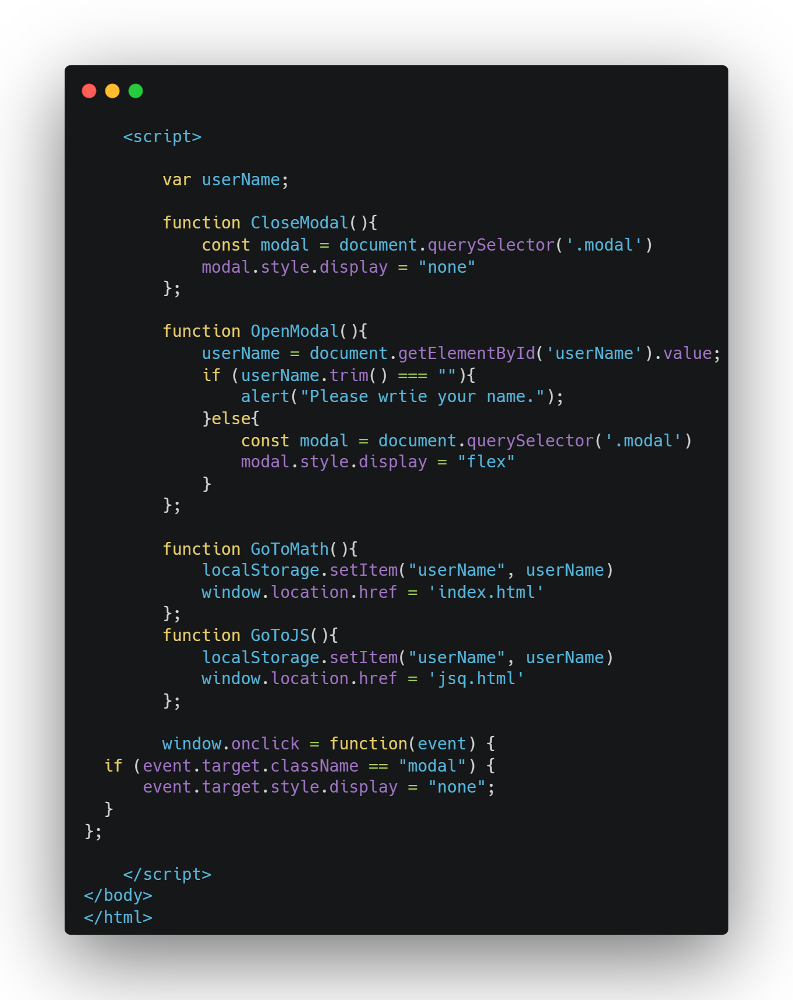 <script>
var userName;
function CloseModal(){
const modal = document.querySelector('.modal')
modal.style.display = "none"
};
function OpenModal(){
userName = document.getElementById('userName').value;
if (userName.trim() === ""){
alert("Please wrtie your name.");
}else{
const modal = document.querySelector('.modal')
modal.style.display = "flex"
}
};
function GoToMath(){
localStorage.setItem("userName", userName)
window.location.href = 'index.html'
};
function GoToJS(){
localStorage.setItem("userName", userName)
window.location.href = 'jsq.html'
};
window.onclick = function(event) {
if (event.target.className == "modal") {
event.target.style.display = "none";
}
};
</script>
</body>
</html>